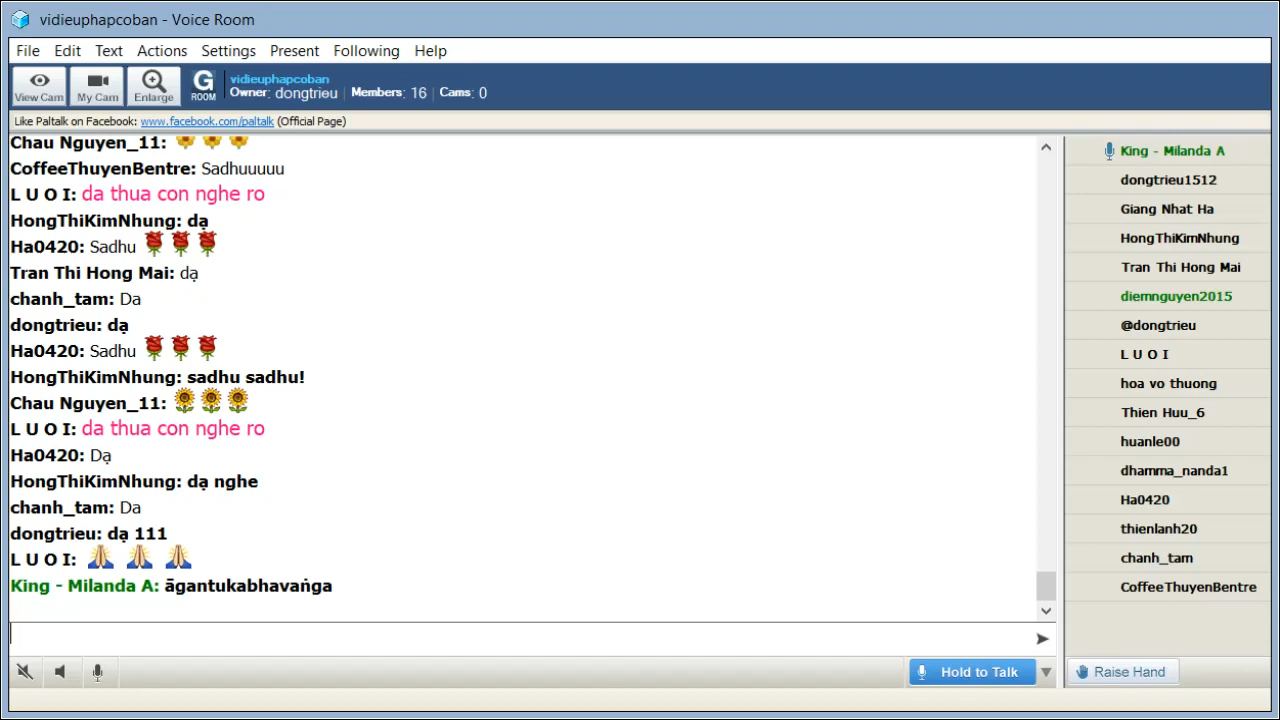 vidieuphapcoban - Voice Room
File Edit Text Actions Settings Present Following Help
View Cam My Cam Enlarge G ROOM
vidieuphapcoban
Owner: dongtrieu Members: 16 Cams: 0
Like Paltalk on Facebook: www.facebook.com/paltalk (Official Page)
Chau Nguyen_11:
CoffeeThuyenBentre: Sadhuuuuu
L U O I: da thua con nghe ro
HongThiKimNhung: dạ
Ha0420: Sadhu
Tran Thi Hong Mai: dạ
chanh_tam: Da
dongtrieu: dạ
Ha0420: Sadhu
HongThiKimNhung: sadhu sadhu!
Chau Nguyen_11:
L U O I: da thua con nghe ro
Ha0420: Dạ
HongThiKimNhung: dạ nghe
chanh_tam: Da
dongtrieu: dạ 111
L U O I:
King - Milanda A: āgantukabhavaṅga
King - Milanda A
dongtrieu1512
Giang Nhat Ha
HongThiKimNhung
Tran Thi Hong Mai
diemnguyen2015
@dongtrieu
L U O I
hoa vo thuong
Thien Huu_6
huanle00
dhamma_nanda1
Ha0420
thienlanh20
chanh_tam
CoffeeThuyenBentre
Hold to Talk
Raise Hand